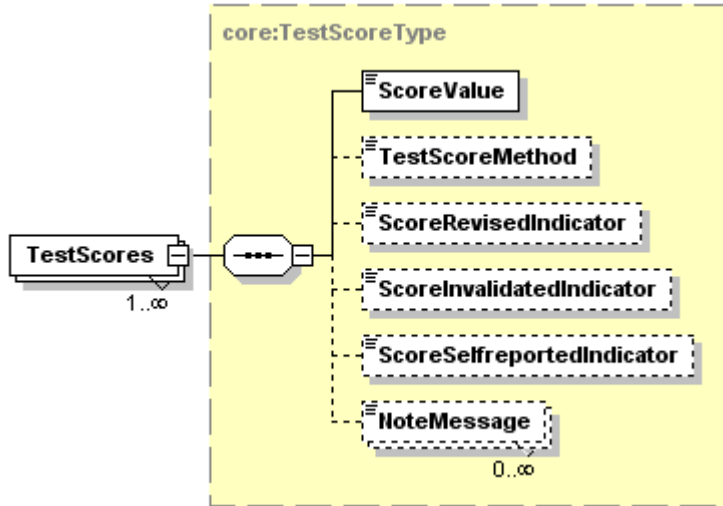 core:TestScoreType
ScoreValue
TestScoreMethod
ScoreRevisedIndicator
TestScores
1..∞
ScoreInvalidatedIndicator
ScoreSelfreportedIndicator
NoteMessage
0..∞